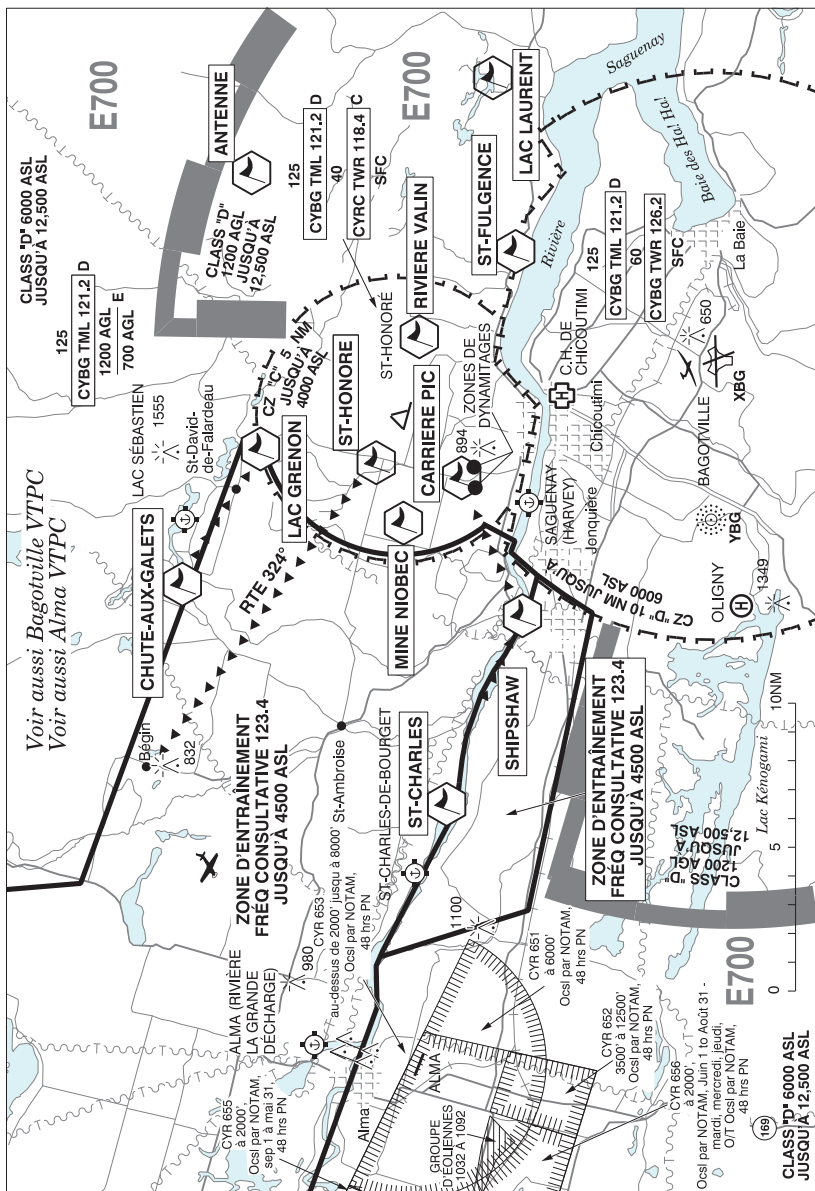 Voir aussi Bagotville VTPC
Voir aussi Alma VTPC
CLASS "D" 6000 ASL
JUSQU'À 12,500 ASL
E700
125
CYBG TML 121.2 D
1200 AGL
E
700 AGL
ANTENNE
CLASS "D"
1200 AGL
JUSQU'À
12,500 ASL
125
CYBG TML 121.2 D
40
CYRC TWR 118.4 C
SFC
E700
LAC SÉBASTIEN
1555
St-David-
de-Falardeau
CZ "C" 5 NM
JUSQU'À
4000 ASL
CHUTE-AUX-GALETS
LAC GRENON
RTE 324°
ST-HONORE
ST-HONORÉ
RIVIERE VALIN
MINE NIOBEC
CARRIERE PIC
894
ZONES DE
DYNAMITAGES
ST-FULGENCE
LAC LAURENT
Saguenay
Rivière
Baie des Ha! Ha!
La Baie
125
CYBG TML 121.2 D
60
CYBG TWR 126.2
SFC
C.H. DE
CHICOUTIMI
Chicoutimi
SAGUENAY
(HARVEY)
Jonquière
650
XBG
BAGOTVILLE
YBG
CZ "D" 10 NM JUSQU'À
6000 ASL
OLIGNY
H
1349
Bégin
832
ZONE D'ENTRAÎNEMENT
FRÉQ CONSULTATIVE 123.4
JUSQU'À 4500 ASL
St-Ambroise
ST-CHARLES-DE-BOURGET
ST-CHARLES
SHIPSHAW
ZONE D'ENTRAÎNEMENT
FRÉQ CONSULTATIVE 123.4
JUSQU'À 4500 ASL
Lac Kénogami
CLASS "D"
1200 AGL
JUSQU'À
12,500 ASL
ALMA (RIVIÈRE
LA GRANDE
DÉCHARGE)
980
CYR 653
au-dessus de 2000' jusqu à 8000'
Ocsl par NOTAM,
48 hrs PN
1100
CYR 655
à 2000'
Ocsl par NOTAM,
sep 1 à mai 31,
48 hrs PN
Alma
ALMA
GROUPE
D'ÉOLIENNES
1032 À 1092
CYR 651
à 6000'
Ocsl par NOTAM,
48 hrs PN
CYR 652
3500' à 12500'
Ocsl par NOTAM,
48 hrs PN
CYR 656
à 2000'
Ocsl par NOTAM, Juin 1 to Août 31 -
mardi, mercredi, jeudi,
O/T Ocsl par NOTAM,
48 hrs PN
E700
169
CLASS "D" 6000 ASL
JUSQU'À 12,500 ASL
0
5
10NM